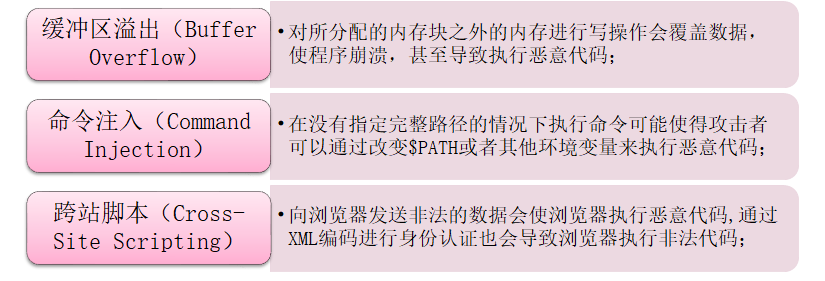 缓冲区溢出（Buffer
Overflow）
•对所分配的内存块之外的内存进行写操作会覆盖数据，
使程序崩溃，甚至导致执行恶意代码；
命令注入（Command
Injection）
•在没有指定完整路径的情况下执行命令可能使得攻击者
可以通过改变$PATH或者其他环境变量来执行恶意代码；
跨站脚本（Cross-
Site Scripting）
•向浏览器发送非法的数据会使浏览器执行恶意代码,通过
XML编码进行身份认证也会导致浏览器执行非法代码；